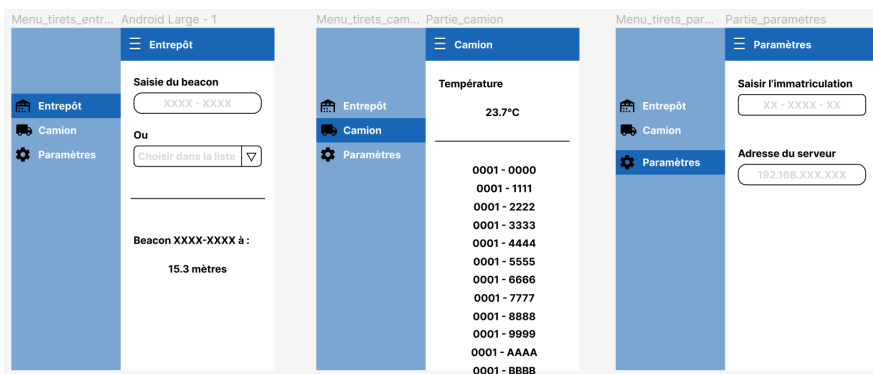 Menu_tirets_entr... Android Large - 1
Entrepôt
Saisie du beacon
XXXX - XXXX
Ou
Choisir dans la liste
Beacon XXXX-XXXX à :
15.3 mètres
Entrepôt
Camion
Paramètres
Menu_tirets_cam... Partie_camion
Camion
Température
23.7°C
0001 - 0000
0001 - 1111
0001 - 2222
0001 - 3333
0001 - 4444
0001 - 5555
0001 - 6666
0001 - 7777
0001 - 8888
0001 - 9999
0001 - AAAA
0001 - BBBB
Entrepôt
Camion
Paramètres
Menu_tirets_par... Partie_parametres
Paramètres
Saisir l'immatriculation
XX - XXXX - XX
Adresse du serveur
192.168.XXX.XXX
Entrepôt
Camion
Paramètres